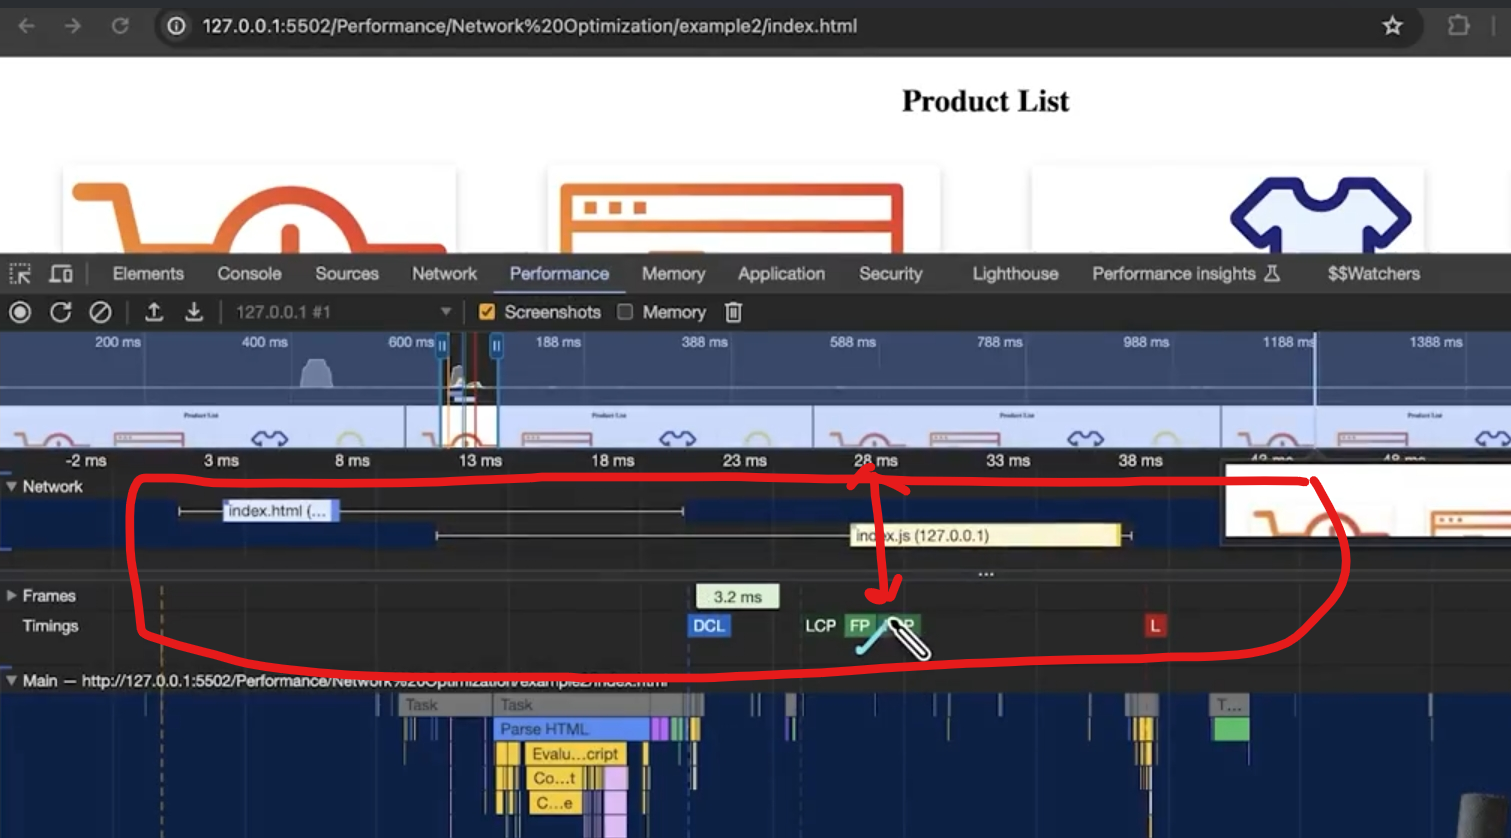 127.0.0.1:5502/Performance/Network%20Optimization/example2/index.html
Product List
Elements Console Sources Network Performance Memory Application Security Lighthouse Performance insights $$Watchers
127.0.0.1 #1 Screenshots Memory
200 ms 400 ms 600 ms 188 ms 388 ms 588 ms 788 ms 988 ms 1188 ms 1388 ms
Product List Product List Product List Product List
-2 ms 3 ms 8 ms 13 ms 18 ms 23 ms 28 ms 33 ms 38 ms
Network
index.html (...
index.js (127.0.0.1)
...
Frames 3.2 ms
Timings DCL LCP FP L
Main — http://127.0.0.1:5502/Performance/Network%20Optimization/example2/index.html
Task Task T...
Parse HTML
Evalu...cript
Co...t
C...e